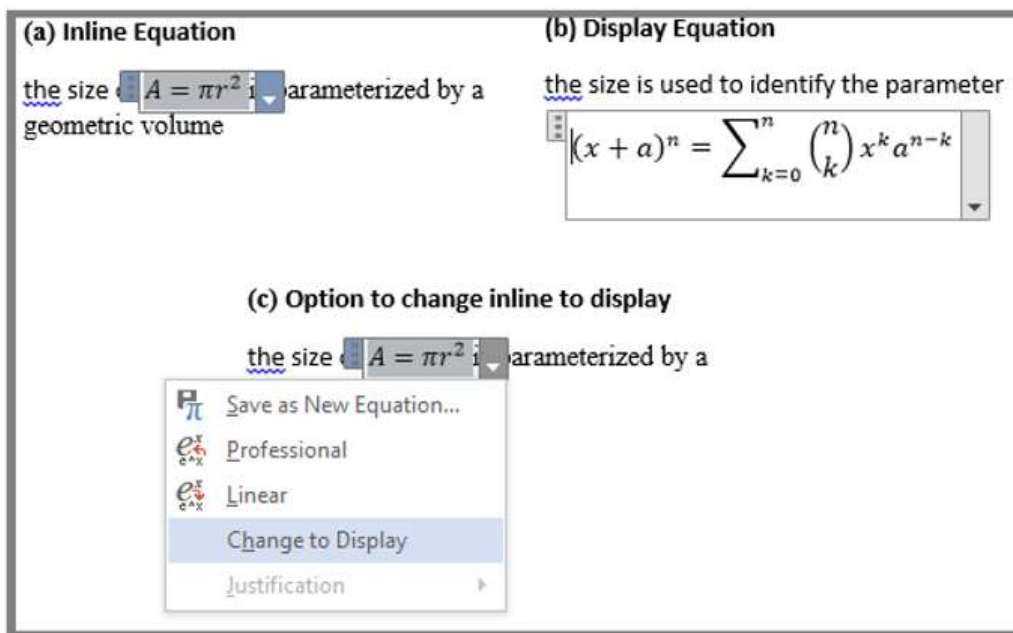 (a) Inline Equation
the size A = πr² i arameterized by a
geometric volume
(b) Display Equation
the size is used to identify the parameter
(x + a)ⁿ = ∑ₖ₌₀ⁿ (n k) xᵏaⁿ⁻ᵏ
(c) Option to change inline to display
the size A = πr² i arameterized by a
Save as New Equation...
Professional
Linear
Change to Display
Justification